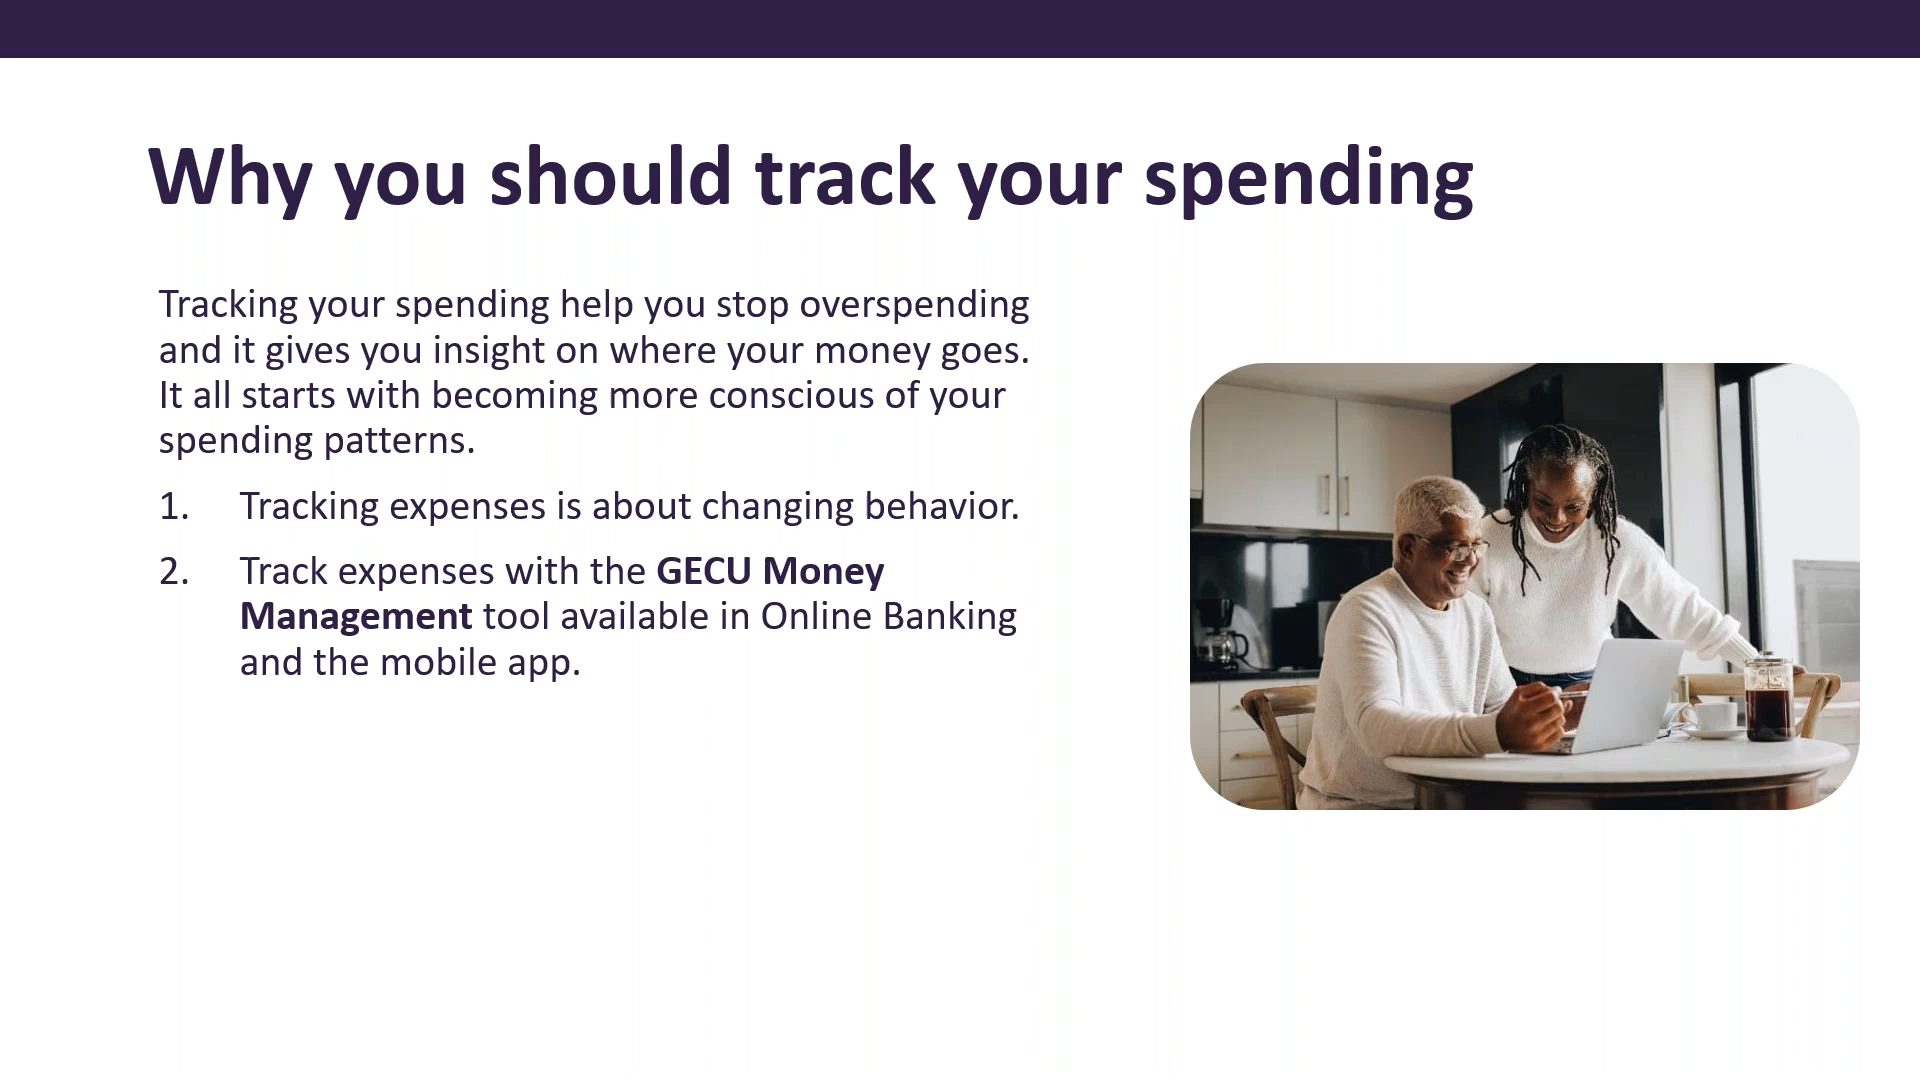 Why you should track your spending
Tracking your spending help you stop overspending
and it gives you insight on where your money goes.
It all starts with becoming more conscious of your
spending patterns.
1. Tracking expenses is about changing behavior.
2. Track expenses with the GECU Money
Management tool available in Online Banking
and the mobile app.